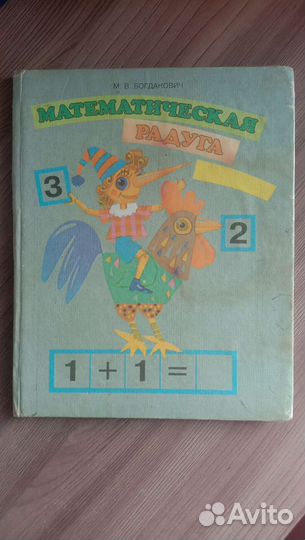 М. В. БОГДАНОВИЧ
МАТЕМАТИЧЕСКАЯ
РАДУГА
3
2
1 + 1 =
Avito